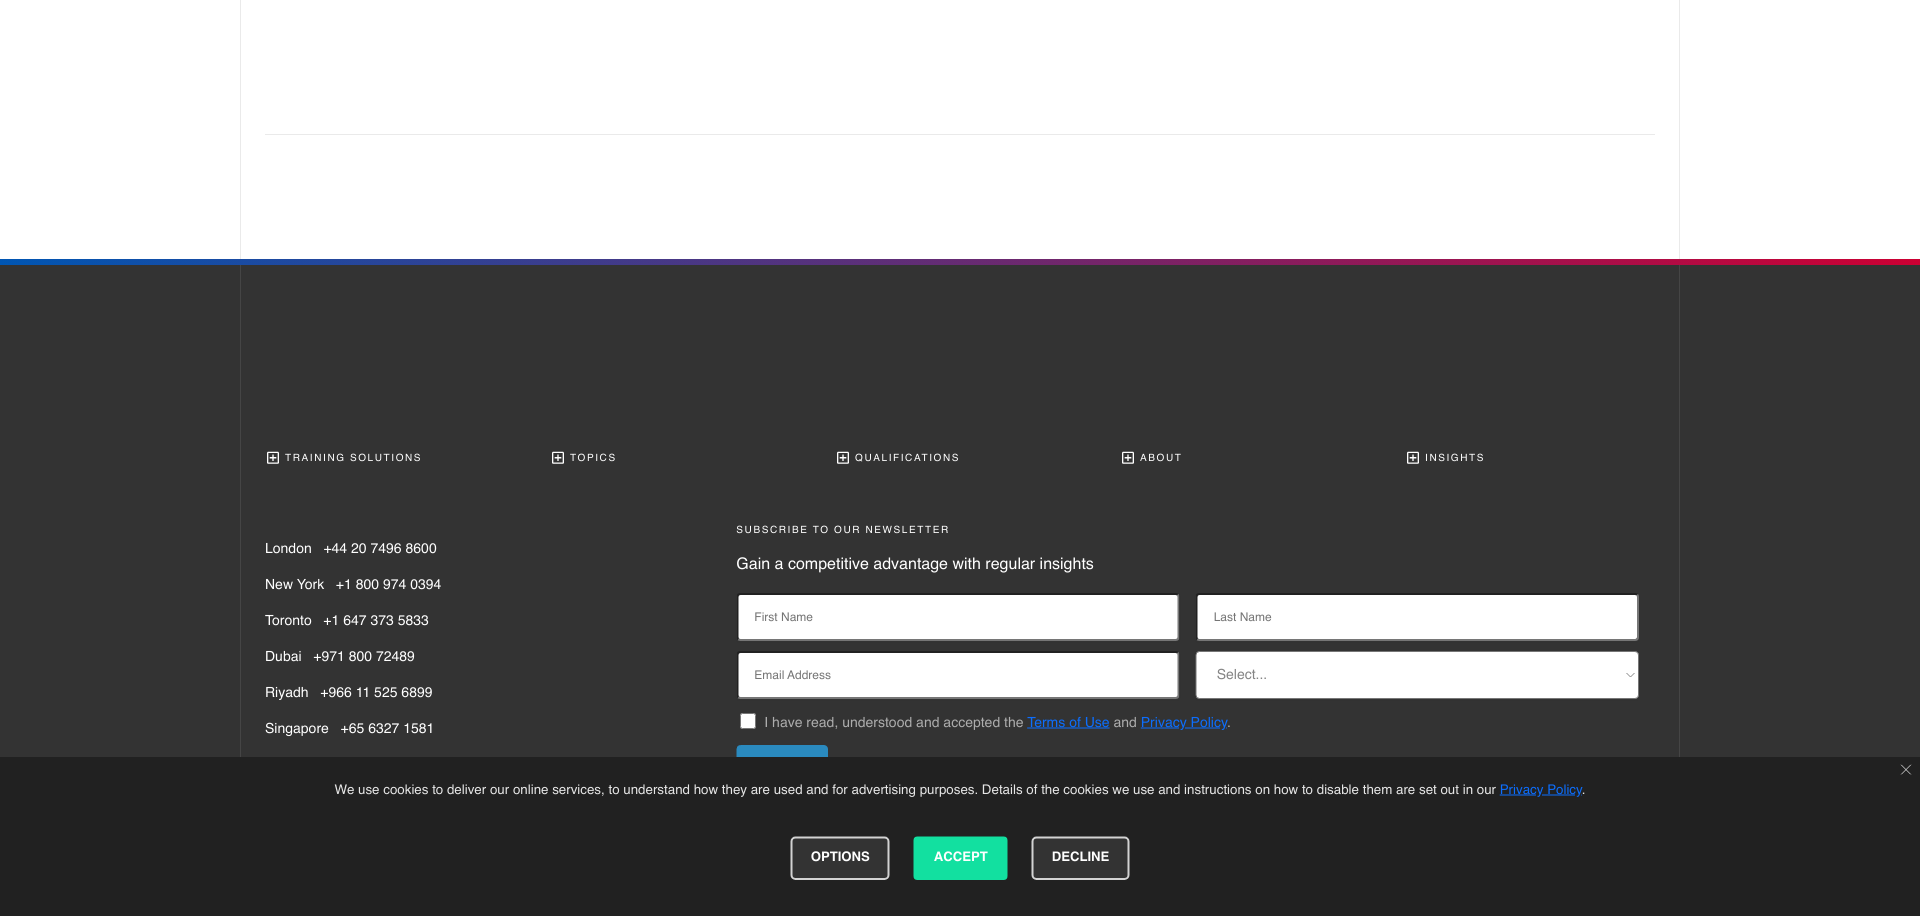 TRAINING SOLUTIONS
TOPICS
QUALIFICATIONS
ABOUT
INSIGHTS
London +44 20 7496 8600
New York +1 800 974 0394
Toronto +1 647 373 5833
Dubai +971 800 72489
Riyadh +966 11 525 6899
Singapore +65 6327 1581
SUBSCRIBE TO OUR NEWSLETTER
Gain a competitive advantage with regular insights
First Name
Last Name
Email Address
Select...
I have read, understood and accepted the Terms of Use and Privacy Policy.
We use cookies to deliver our online services, to understand how they are used and for advertising purposes. Details of the cookies we use and instructions on how to disable them are set out in our Privacy Policy.
OPTIONS
ACCEPT
DECLINE